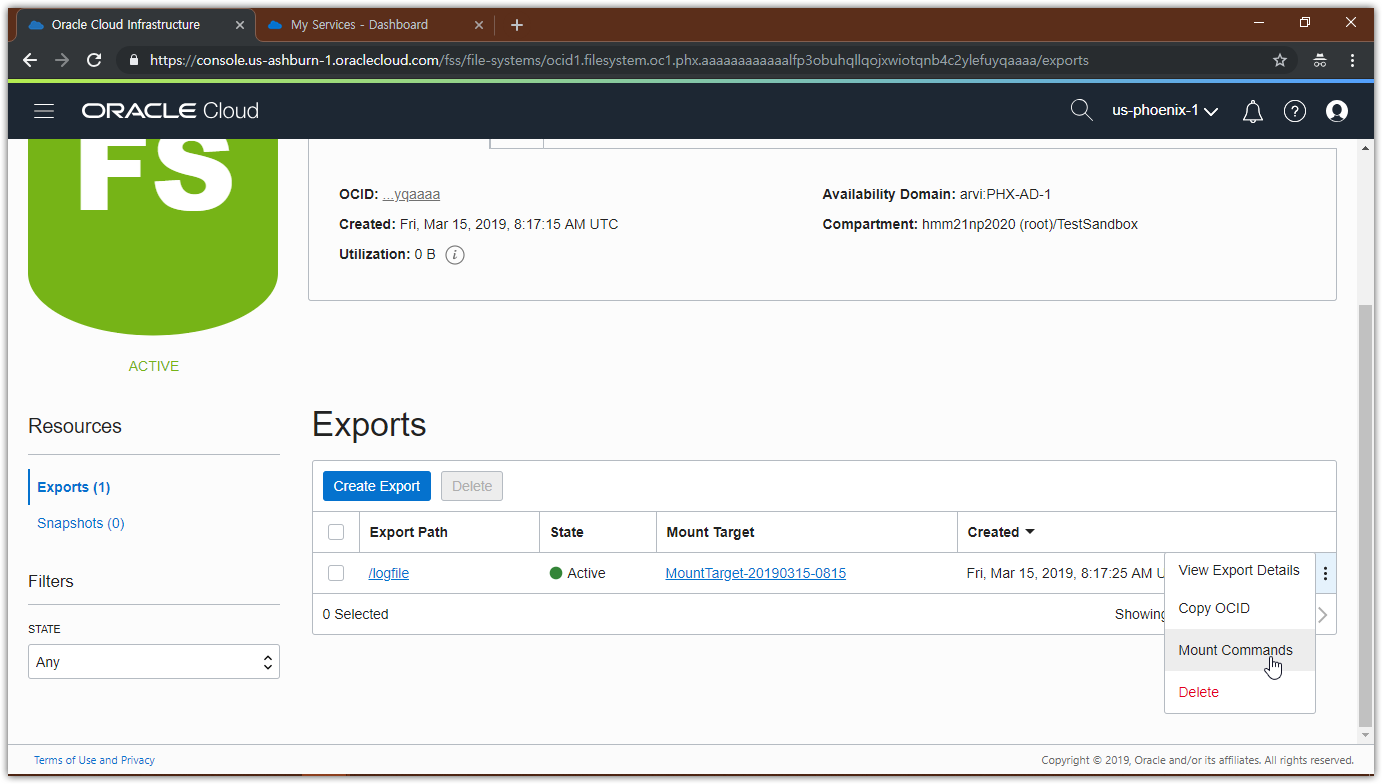 Oracle Cloud Infrastructure
My Services - Dashboard
https://console.us-ashburn-1.oraclecloud.com/fss/file-systems/ocid1.filesystem.oc1.phx.aaaaaaaaaaaalfp3obuhqllqojxwiotqnb4c2ylefuyqaaaa/exports
ORACLE Cloud
us-phoenix-1
FS
ACTIVE
OCID: ...yqaaaa
Created: Fri, Mar 15, 2019, 8:17:15 AM UTC
Utilization: 0 B
Availability Domain: arvi:PHX-AD-1
Compartment: hmm21np2020 (root)/TestSandbox
Resources
Exports (1)
Snapshots (0)
Filters
STATE
Any
Exports
Create Export Delete
Export Path State Mount Target Created
/logfile Active MountTarget-20190315-0815 Fri, Mar 15, 2019, 8:17:25 AM U
0 Selected Showing
View Export Details
Copy OCID
Mount Commands
Delete
Terms of Use and Privacy
Copyright © 2019, Oracle and/or its affiliates. All rights reserved.